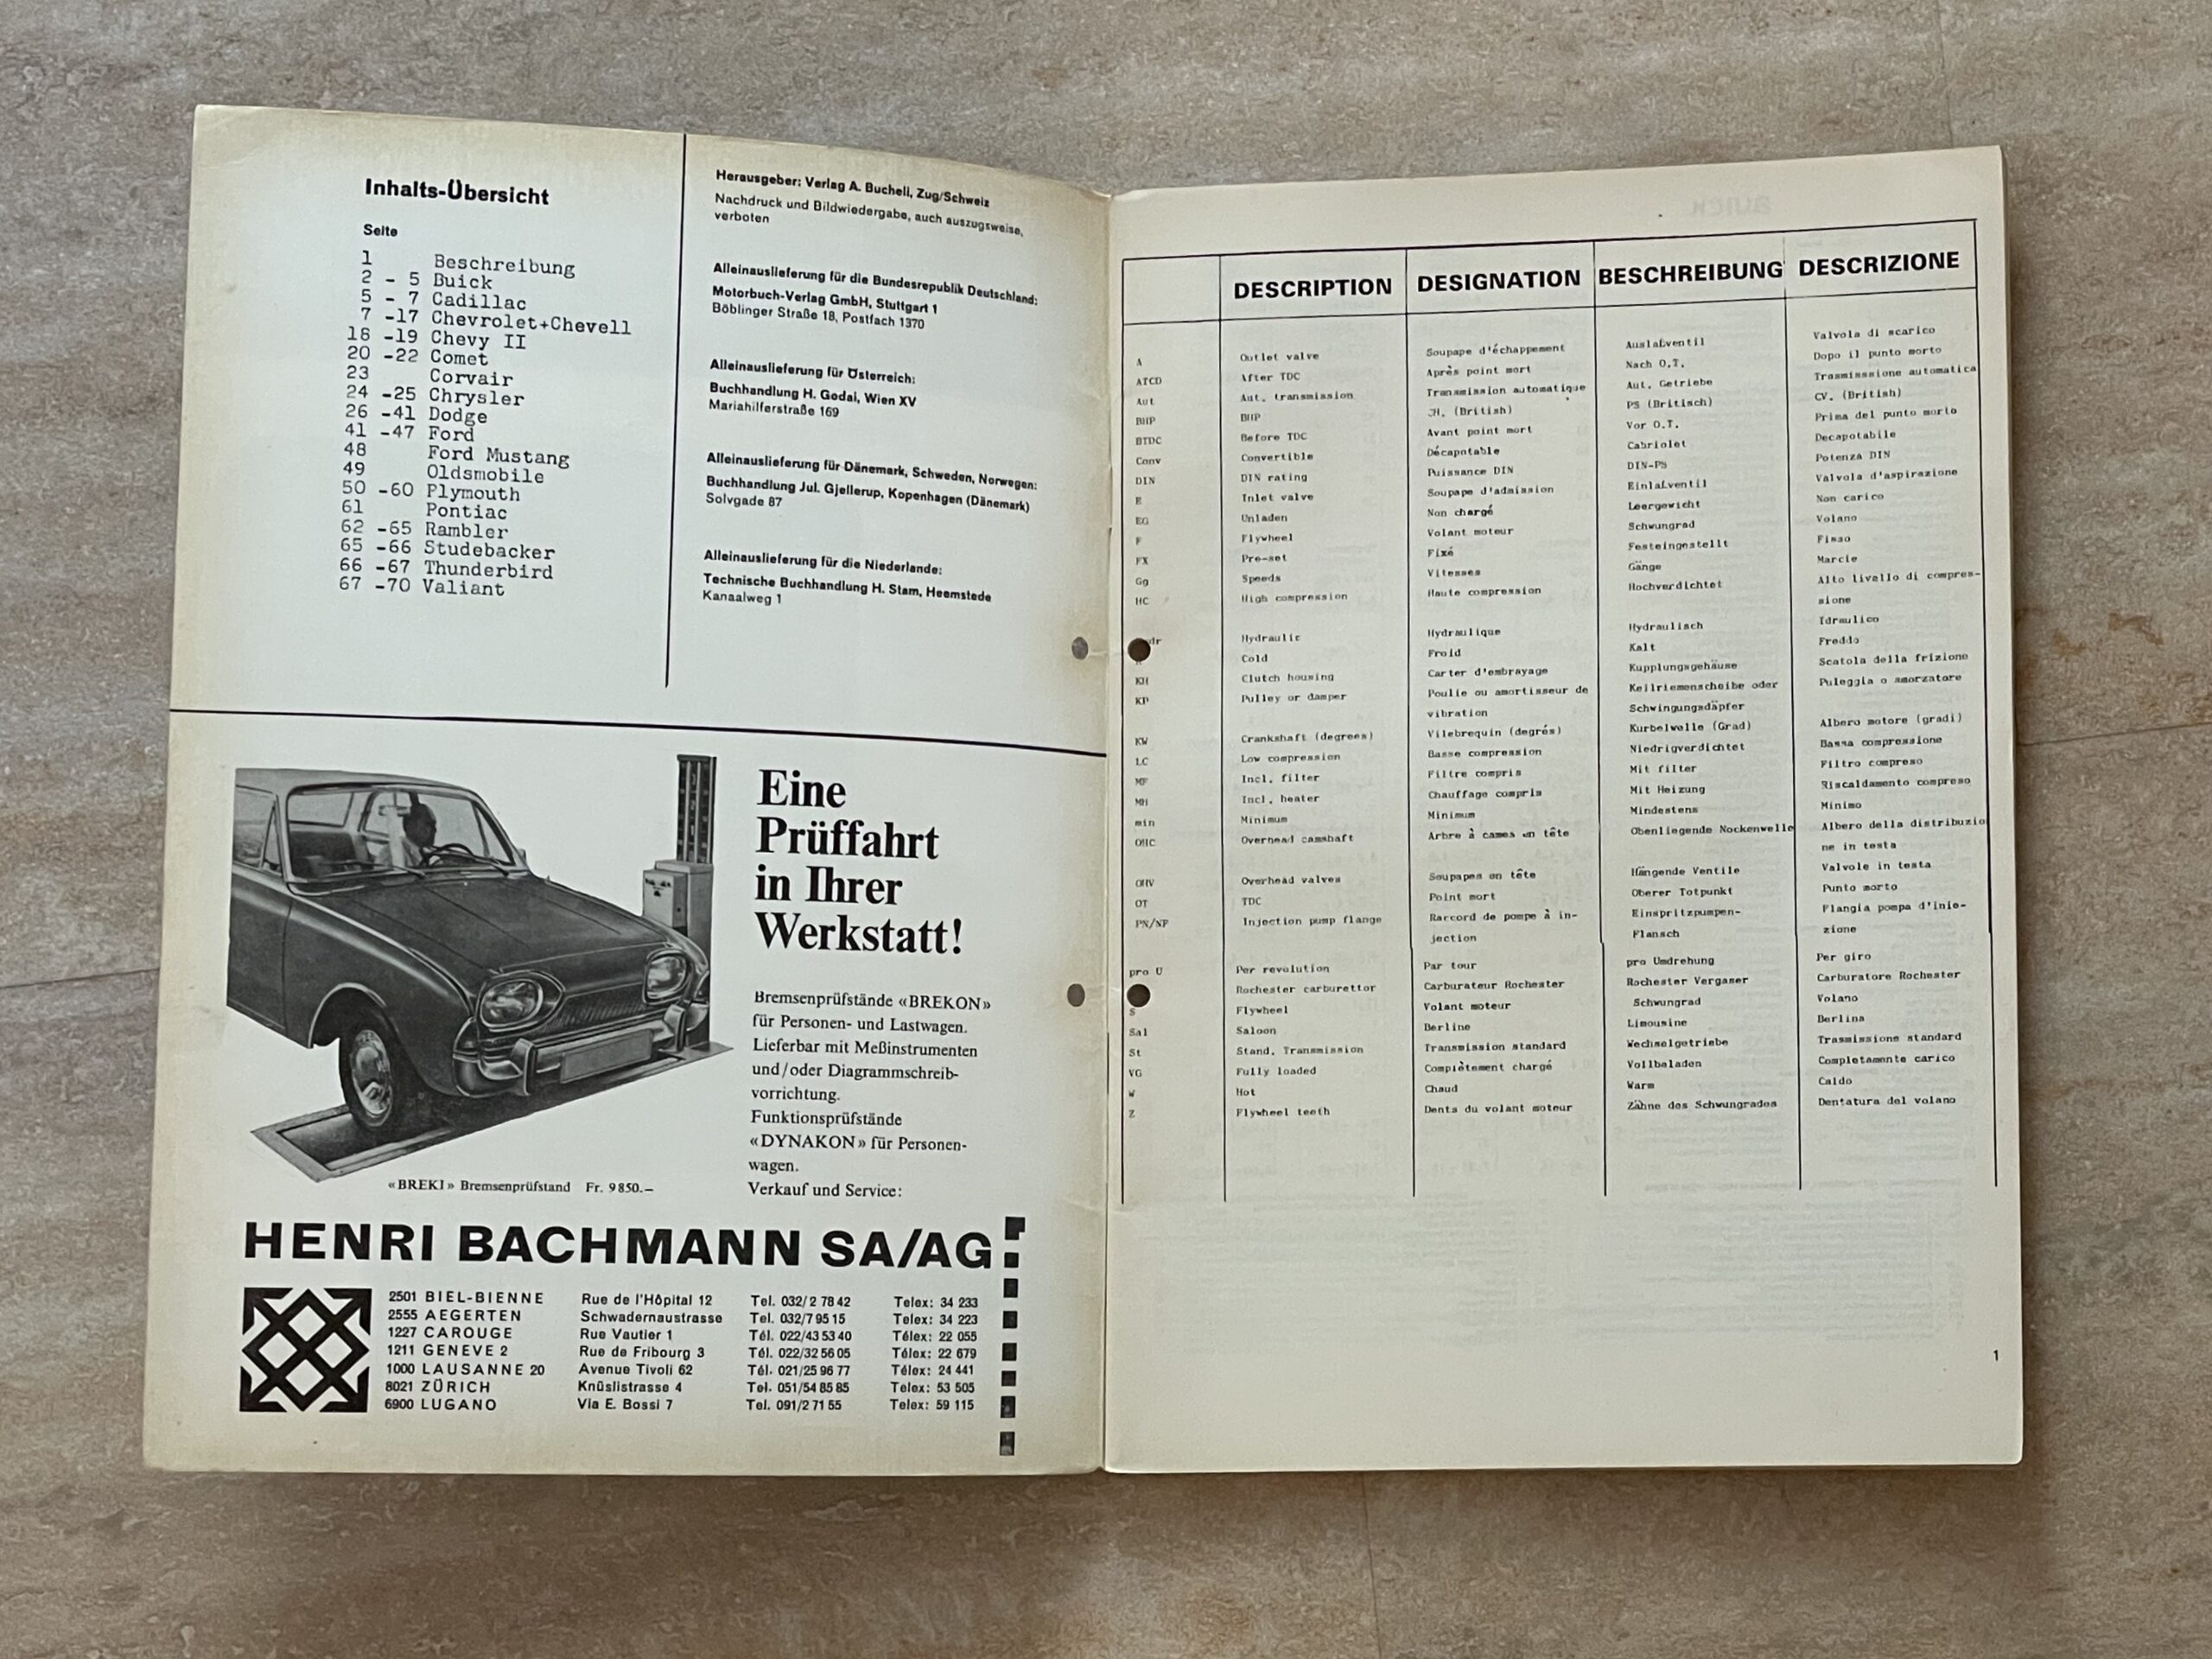 Inhalts-Übersicht
Seite
1 Beschreibung
2 - 5 Buick
5 - 7 Cadillac
7 -17 Chevrolet+Chevell
18 -19 Chevy II
20 -22 Comet
23 Corvair
24 -25 Chrysler
26 -41 Dodge
41 -47 Ford
48 Ford Mustang
49 Oldsmobile
50 -60 Plymouth
61 Pontiac
62 -65 Rambler
65 -66 Studebacker
66 -67 Thunderbird
67 -70 Valiant
Herausgeber: Verlag A. Bucheli, Zug/Schweiz
Nachdruck und Bildwiedergabe, auch auszugsweise,
verboten
Alleinauslieferung für die Bundesrepublik Deutschland:
Motorbuch-Verlag GmbH, Stuttgart 1
Böblinger Straße 18, Postfach 1370
Alleinauslieferung für Österreich:
Buchhandlung H. Godai, Wien XV
Mariahilferstraße 169
Alleinauslieferung für Dänemark, Schweden, Norwegen:
Buchhandlung Jul. Gjellerup, Kopenhagen (Dänemark)
Solvgade 87
Alleinauslieferung für die Niederlande:
Technische Buchhandlung H. Stam, Heemstede
Kanaalweg 1
Eine
Prüffahrt
in Ihrer
Werkstatt!
Bremsenprüfstände «BREKON»
für Personen- und Lastwagen.
Lieferbar mit Meßinstrumenten
und/oder Diagrammschreib-
vorrichtung.
Funktionsprüfstände
«DYNAKON» für Personen-
wagen.
Verkauf und Service:
«BREKI» Bremsenprüfstand Fr. 9850.–
HENRI BACHMANN SA/AG
2501 BIEL-BIENNE Rue de l'Hôpital 12 Tel. 032/2 78 42 Telex: 34 233
2555 AEGERTEN Schwadernaustrasse Tel. 032/7 95 15 Telex: 34 223
1227 CAROUGE Rue Vautier 1 Tél. 022/43 53 40 Télex: 22 055
1211 GENEVE 2 Rue de Fribourg 3 Tél. 022/32 56 05 Télex: 22 679
1000 LAUSANNE 20 Avenue Tivoli 62 Tél. 021/25 96 77 Télex: 24 441
8021 ZÜRICH Knüslistrasse 4 Tel. 051/54 85 85 Telex: 53 505
6900 LUGANO Via E. Bossi 7 Tel. 091/2 71 55 Telex: 59 115
DESCRIPTION DESIGNATION BESCHREIBUNG DESCRIZIONE
A Outlet valve Soupape d'échappement Auslaßventil Valvola di scarico
ATCD After TDC Après point mort Nach O.T. Dopo il punto morto
Aut Aut. transmission Transmission automatique Aut. Getriebe Trasmissione automatica
BHP BHP CH. (British) PS (Britisch) CV. (British)
BTDC Before TDC Avant point mort Vor O.T. Prima del punto morto
Conv Convertible Décapotable Cabriolet Decapotabile
DIN DIN rating Puissance DIN DIN-PS Potenza DIN
E Inlet valve Soupape d'admission Einlaßventil Valvola d'aspirazione
EG Unladen Non chargé Leergewicht Non carico
F Flywheel Volant moteur Schwungrad Volano
FX Pre-set Fixé Festeingestellt Fisso
Gg Speeds Vitesses Gänge Marcie
HC High compression Haute compression Hochverdichtet Alto livello di compres-
sione
Hydraulic Hydraulique Hydraulisch Idraulico
Cold Froid Kalt Freddo
KH Clutch housing Carter d'embrayage Kupplungsgehäuse Scatola della frizione
KP Pulley or damper Poulie ou amortisseur de Keilriemenscheibe oder Puleggia o amorzatore
vibration Schwingungsdäpfer
KW Crankshaft (degrees) Vilebrequin (degrés) Kurbelwelle (Grad) Albero motore (gradi)
LC Low compression Basse compression Niedrigverdichtet Bassa compressione
MF Incl. filter Filtre compris Mit filter Filtro compreso
MH Incl. heater Chauffage compris Mit Heizung Riscaldamento compreso
min Minimum Minimum Mindestens Minimo
OHC Overhead camshaft Arbre à cames en tête Obenliegende Nockenwelle Albero della distribuzio
ne in testa
OHV Overhead valves Soupapes en tête Hängende Ventile Valvole in testa
OT TDC Point mort Oberer Totpunkt Punto morto
PN/NF Injection pump flange Raccord de pompe à in- Einspritzpumpen- Flangia pompa d'inie-
jection Flansch zione
pro U Per revolution Par tour pro Umdrehung Per giro
Rochester carburettor Carburateur Rochester Rochester Vergaser Carburatore Rochester
S Flywheel Volant moteur Schwungrad Volano
Sal Saloon Berline Limousine Berlina
St Stand. Transmission Transmission standard Wechselgetriebe Trasmissione standard
VG Fully loaded Complètement chargé Vollbeladen Completamente carico
W Hot Chaud Warm Caldo
Z Flywheel teeth Dents du volant moteur Zähne des Schwungrades Dentatura del volano
1